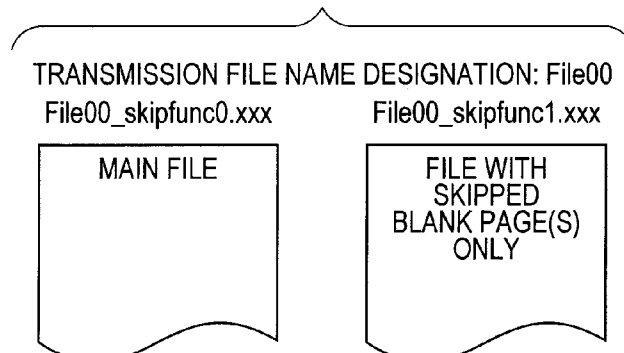 TRANSMISSION FILE NAME DESIGNATION: File00
File00_skipfunc0.xxx File00_skipfunc1.xxx
MAIN FILE
FILE WITH
SKIPPED
BLANK PAGE(S)
ONLY